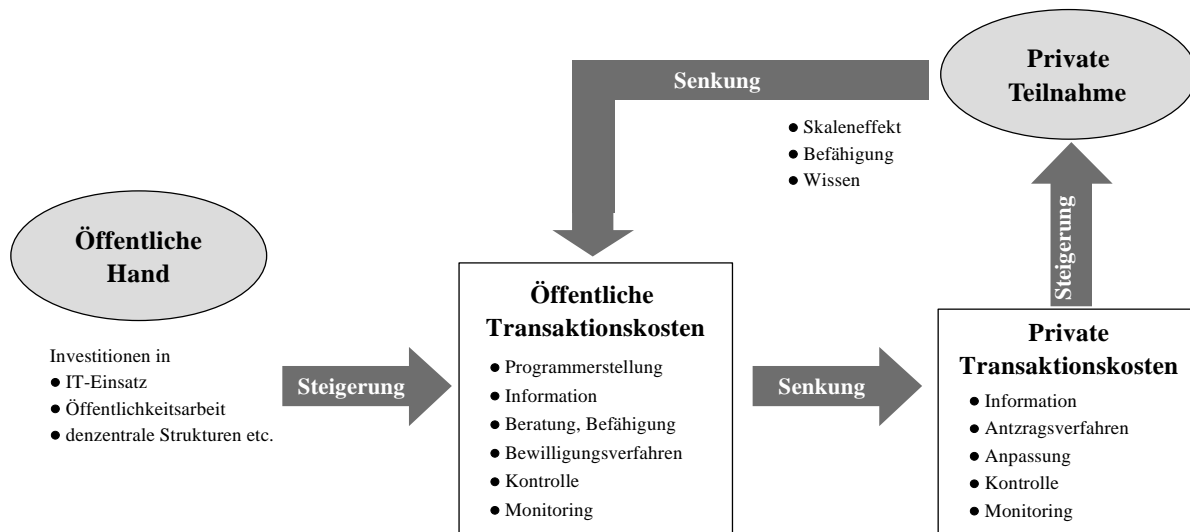 Private
Teilnahme
Senkung
● Skaleneffekt
● Befähigung
● Wissen
Steigerung
Öffentliche
Hand
Investitionen in
● IT-Einsatz
● Öffentlichkeitsarbeit
● denzentrale Strukturen etc.
Steigerung
Öffentliche
Transaktionskosten
● Programmerstellung
● Information
● Beratung, Befähigung
● Bewilligungsverfahren
● Kontrolle
● Monitoring
Senkung
Private
Transaktionskosten
● Information
● Antzragsverfahren
● Anpassung
● Kontrolle
● Monitoring